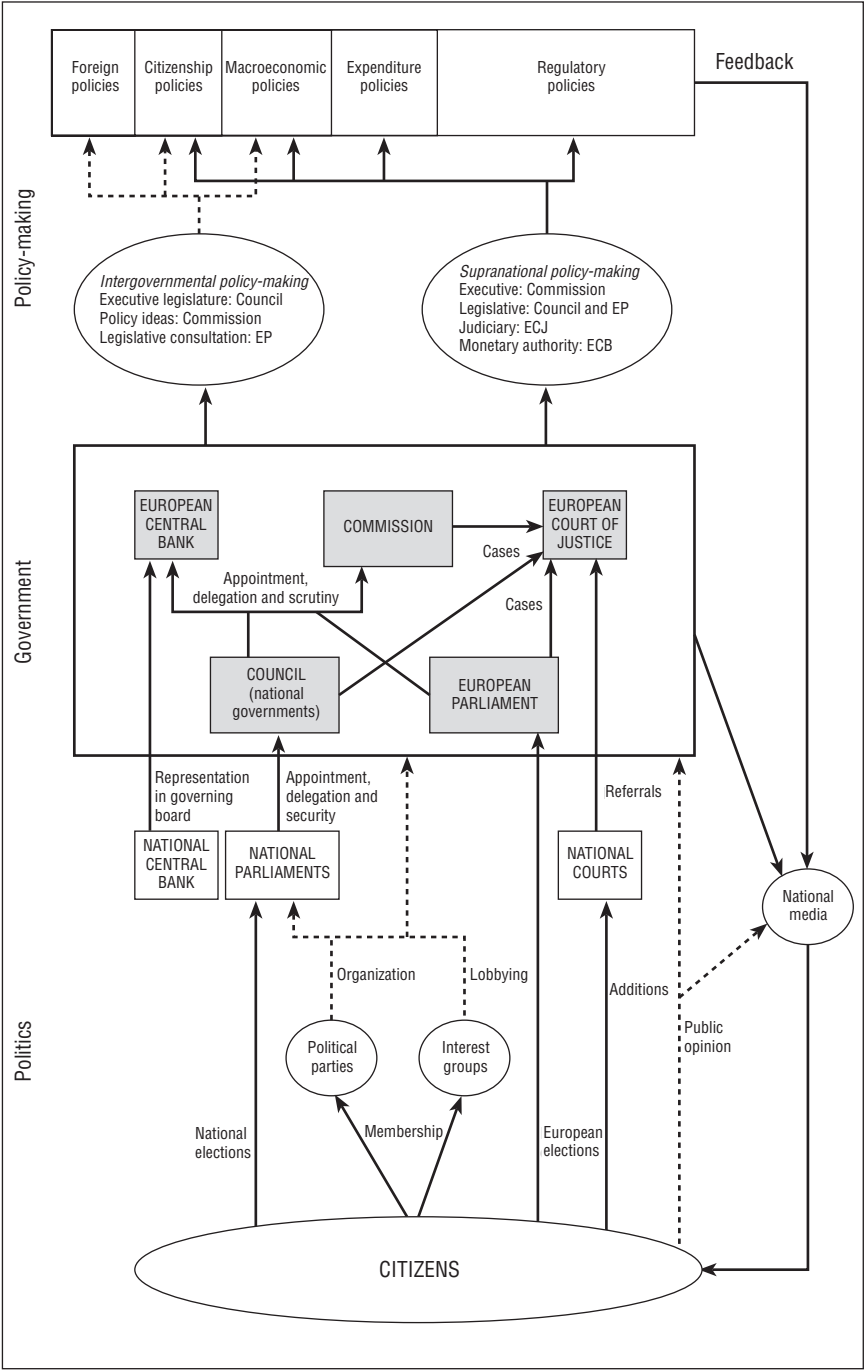 Foreign
policies
Citizenship
policies
Macroeconomic
policies
Expenditure
policies
Regulatory
policies
Feedback
Policy-making
Intergovernmental policy-making
Executive legislature: Council
Policy ideas: Commission
Legislative consultation: EP
Supranational policy-making
Executive: Commission
Legislative: Council and EP
Judiciary: ECJ
Monetary authority: ECB
Government
EUROPEAN
CENTRAL
BANK
COMMISSION
EUROPEAN
COURT OF
JUSTICE
Cases
Appointment,
delegation and scrutiny
Cases
COUNCIL
(national
governments)
EUROPEAN
PARLIAMENT
Representation
in governing
board
Appointment,
delegation and
security
Referrals
NATIONAL
CENTRAL
BANK
NATIONAL
PARLIAMENTS
NATIONAL
COURTS
National
media
Politics
Organization
Lobbying
Additions
Public
opinion
Political
parties
Interest
groups
National
elections
Membership
European
elections
CITIZENS